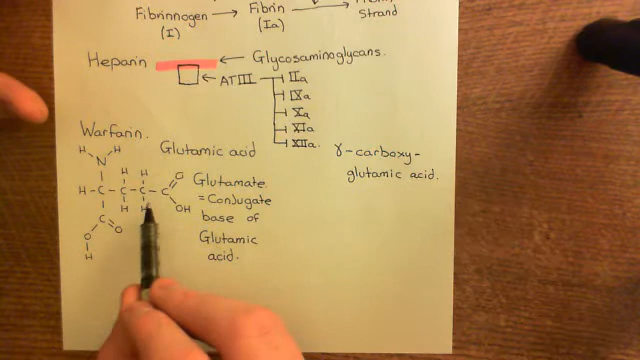 Fibrinnogen → Fibrin →
(I) (Ia) Strand
Heparin ← Glycosaminoglycans.
← ATIII IIa
IXa
Xa
XIa
XIIa.
Warfarin.
Glutamic acid
γ-carboxy-
glutamic acid.
H H
N
H H O
H-C-C-C-C
H H OH
C
O O
H
Glutamate
= Conjugate
base of
Glutamic
acid.